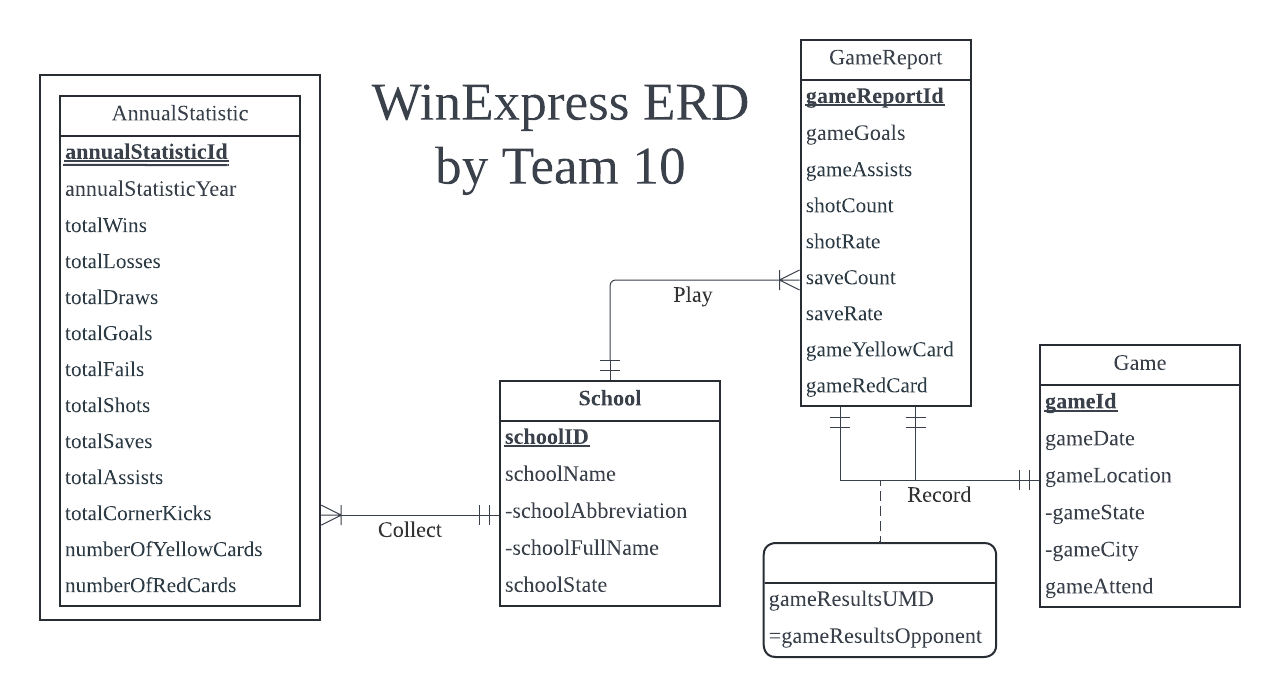 WinExpress ERD
by Team 10
AnnualStatistic
annualStatisticId
annualStatisticYear
totalWins
totalLosses
totalDraws
totalGoals
totalFails
totalShots
totalSaves
totalAssists
totalCornerKicks
numberOfYellowCards
numberOfRedCards
Collect
School
schoolID
schoolName
-schoolAbbreviation
-schoolFullName
schoolState
Play
GameReport
gameReportId
gameGoals
gameAssists
shotCount
shotRate
saveCount
saveRate
gameYellowCard
gameRedCard
Record
gameResultsUMD
=gameResultsOpponent
Game
gameId
gameDate
gameLocation
-gameState
-gameCity
gameAttend